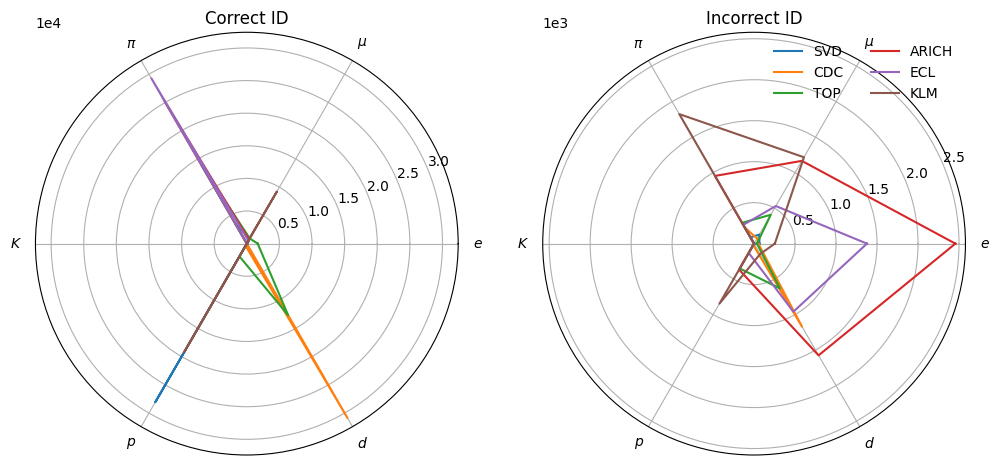 Correct ID
1e4
π
μ
K
e
p
d
0.5
1.0
1.5
2.0
2.5
3.0
Incorrect ID
1e3
π
μ
K
e
p
d
0.5
1.0
1.5
2.0
2.5
SVD
CDC
TOP
ARICH
ECL
KLM